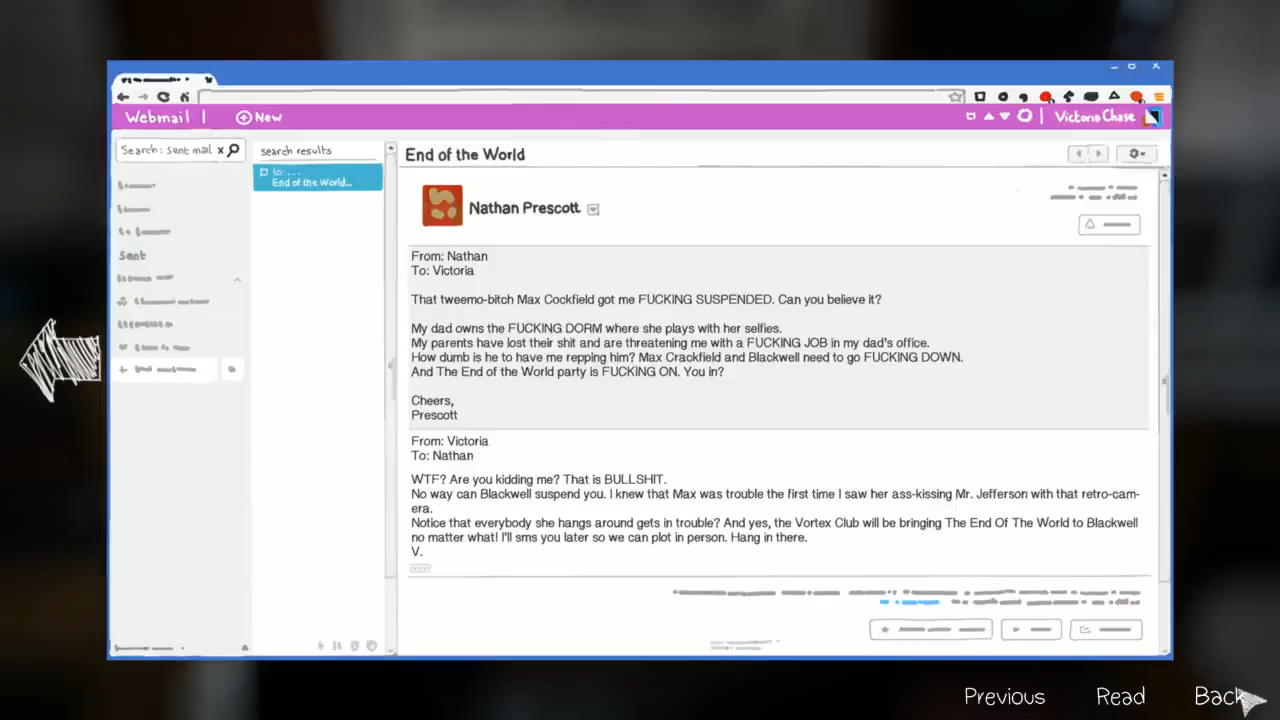 Webmail | New Victoria Chase
Search: sent mail x
search results
End of the World
to:...
End of the World...
Sent
Nathan Prescott
From: Nathan
To: Victoria
That tweemo-bitch Max Cockfield got me FUCKING SUSPENDED. Can you believe it?
My dad owns the FUCKING DORM where she plays with her selfies.
My parents have lost their shit and are threatening me with a FUCKING JOB in my dad's office.
How dumb is he to have me repping him? Max Crackfield and Blackwell need to go FUCKING DOWN.
And The End of the World party is FUCKING ON. You in?
Cheers,
Prescott
From: Victoria
To: Nathan
WTF? Are you kidding me? That is BULLSHIT.
No way can Blackwell suspend you. I knew that Max was trouble the first time I saw her ass-kissing Mr. Jefferson with that retro-cam-
era.
Notice that everybody she hangs around gets in trouble? And yes, the Vortex Club will be bringing The End Of The World to Blackwell
no matter what! I'll sms you later so we can plot in person. Hang in there.
V.
Previous Read Back